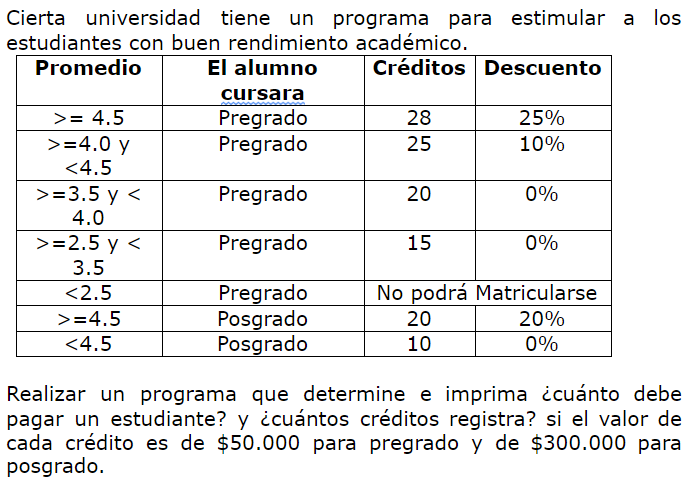 Cierta universidad tiene un programa para estimular a los
estudiantes con buen rendimiento académico.
Promedio El alumno cursara Créditos Descuento
>= 4.5 Pregrado 28 25%
>=4.0 y <4.5 Pregrado 25 10%
>=3.5 y < 4.0 Pregrado 20 0%
>=2.5 y < 3.5 Pregrado 15 0%
<2.5 Pregrado No podrá Matricularse
>=4.5 Posgrado 20 20%
<4.5 Posgrado 10 0%
Realizar un programa que determine e imprima ¿cuánto debe
pagar un estudiante? y ¿cuántos créditos registra? si el valor de
cada crédito es de $50.000 para pregrado y de $300.000 para
posgrado.